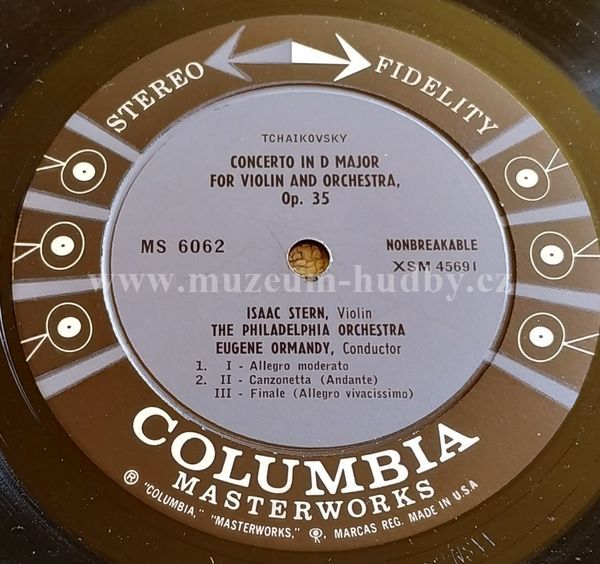 STEREO FIDELITY
TCHAIKOVSKY
CONCERTO IN D MAJOR
FOR VIOLIN AND ORCHESTRA,
Op. 35
MS 6062
NONBREAKABLE
XSM 45691
www.muzeum-hudby.cz
ISAAC STERN, Violin
THE PHILADELPHIA ORCHESTRA
EUGENE ORMANDY, Conductor
1. I - Allegro moderato
2. II - Canzonetta (Andante)
III - Finale (Allegro vivacissimo)
COLUMBIA
MASTERWORKS
® "COLUMBIA," "MASTERWORKS," MARCAS REG. MADE IN U.S.A